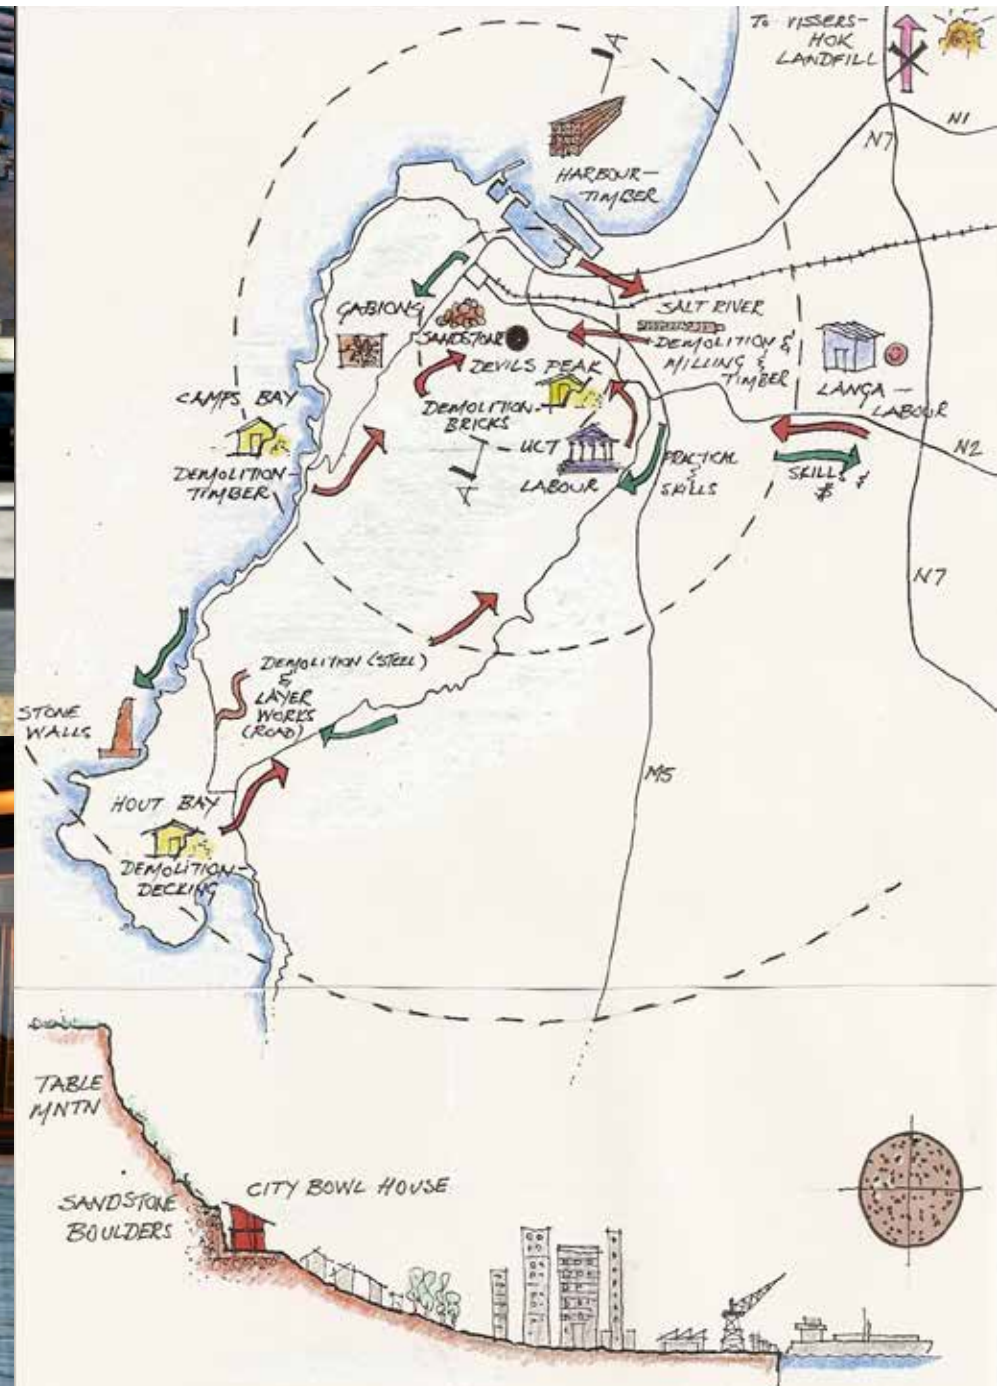 TO VISSERS-
HOK
LANDFILL
N1
N7
A
HARBOUR-
TIMBER
GABIONS
SANDSTONE
SALT RIVER
DEMOLITION &
MILLING &
TIMBER
DEVILS PEAK
LANGA-
LABOUR
CAMPS BAY
DEMOLITION-
TIMBER
DEMOLITION-
BRICKS
UCT
LABOUR
A
PRACTICAL
&
SKILLS
SKILLS &
$
N2
N7
DEMOLITION (STEEL)
&
LAYER
WORKS
(ROAD)
STONE
WALLS
M5
HOUT BAY
DEMOLITION-
DECKING
TABLE
MNTN
CITY BOWL HOUSE
SANDSTONE
BOULDERS